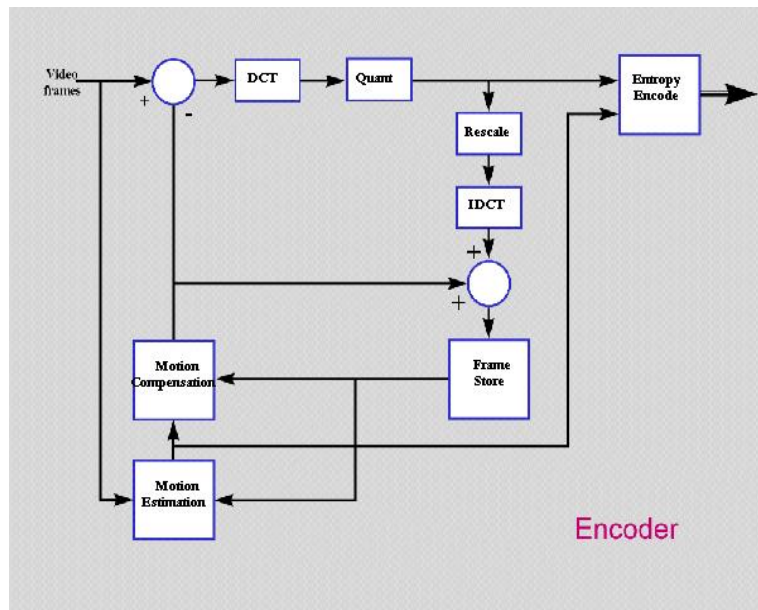 Video
frames
+
-
DCT
Quant
Entropy
Encode
Rescale
IDCT
+
+
Motion
Compensation
Frame
Store
Motion
Estimation
Encoder